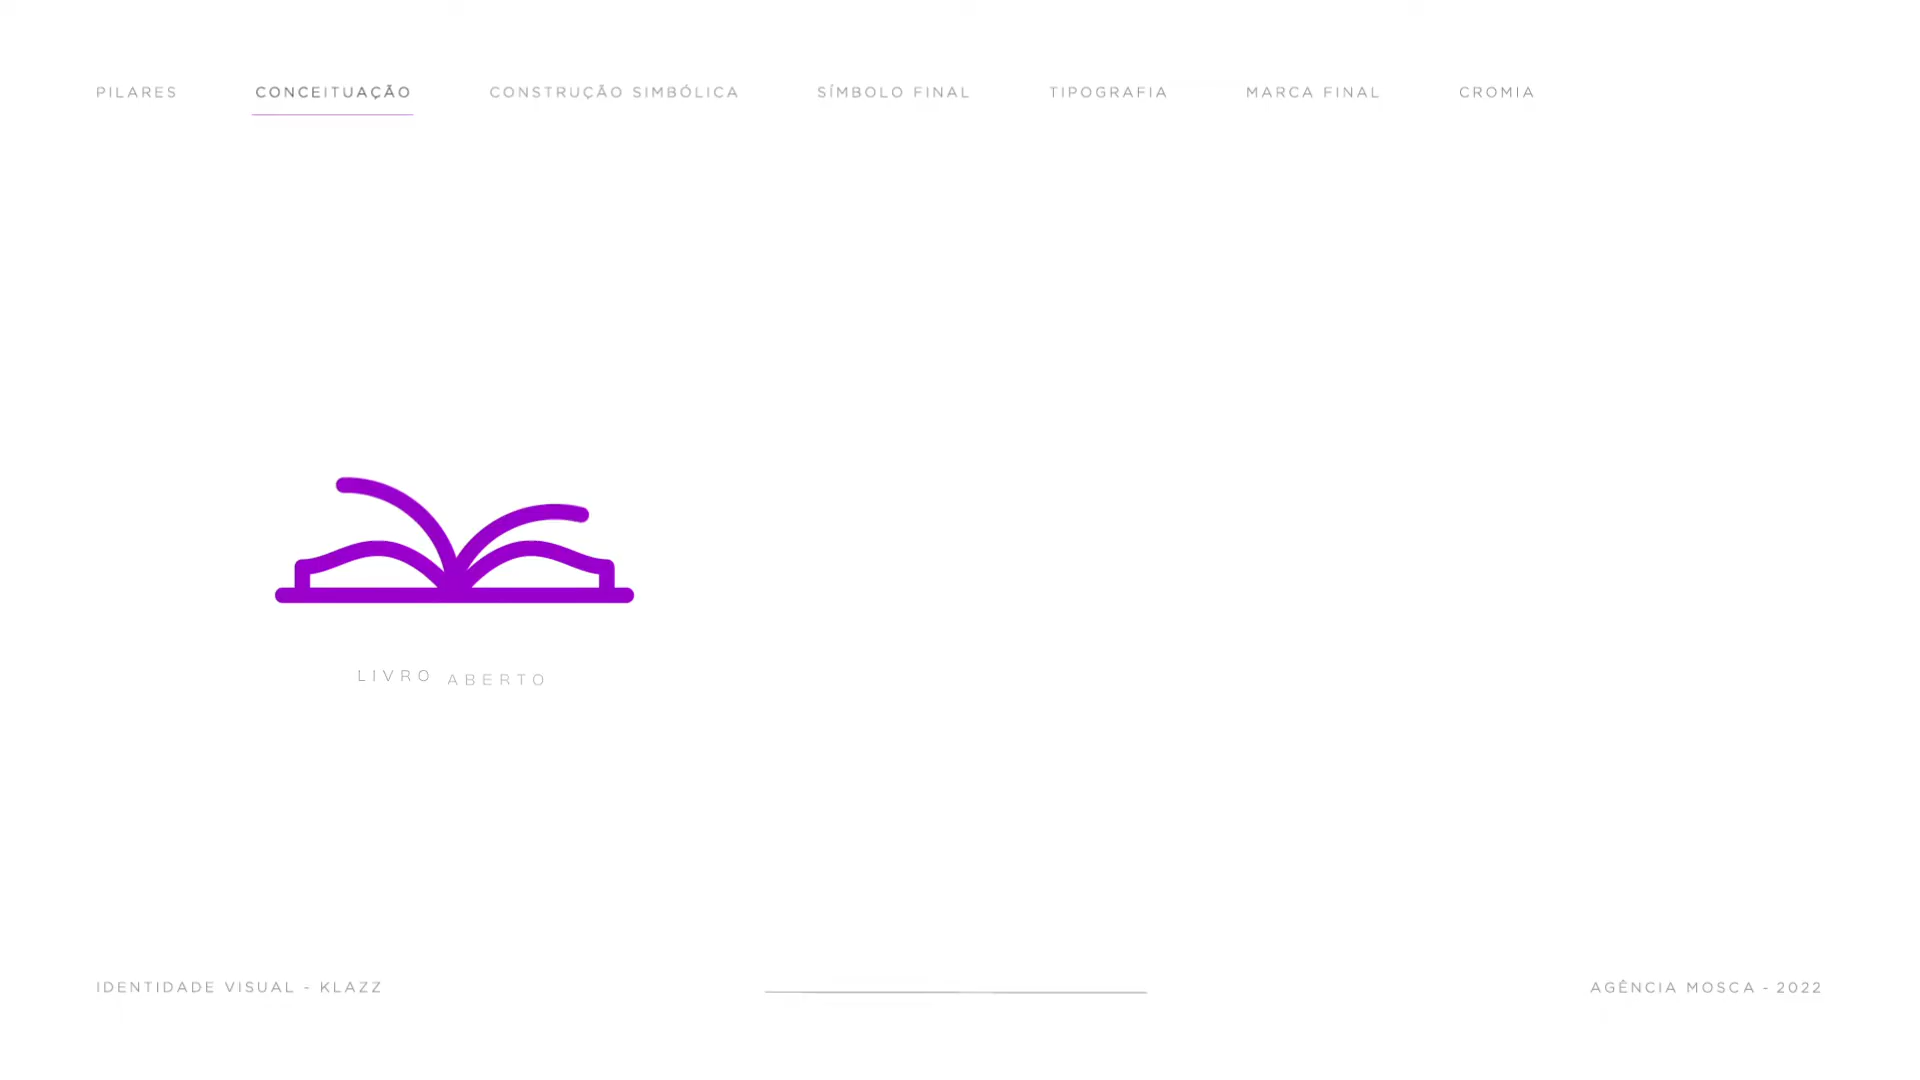 PILARES CONCEITUAÇÃO CONSTRUÇÃO SIMBÓLICA SÍMBOLO FINAL TIPOGRAFIA MARCA FINAL CROMIA
LIVRO ABERTO
IDENTIDADE VISUAL - KLAZZ AGÊNCIA MOSCA - 2022